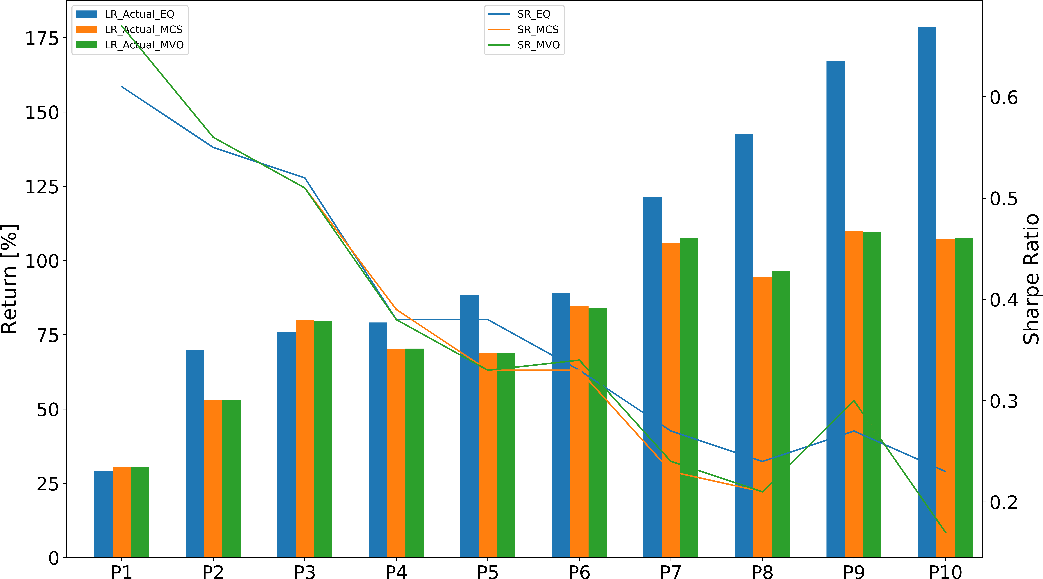 LR_Actual_EQ
LR_Actual_MCS
LR_Actual_MVO
SR_EQ
SR_MCS
SR_MVO
175
150
125
100
75
50
25
0
Return [%]
0.6
0.5
0.4
0.3
0.2
Sharpe Ratio
P1 P2 P3 P4 P5 P6 P7 P8 P9 P10